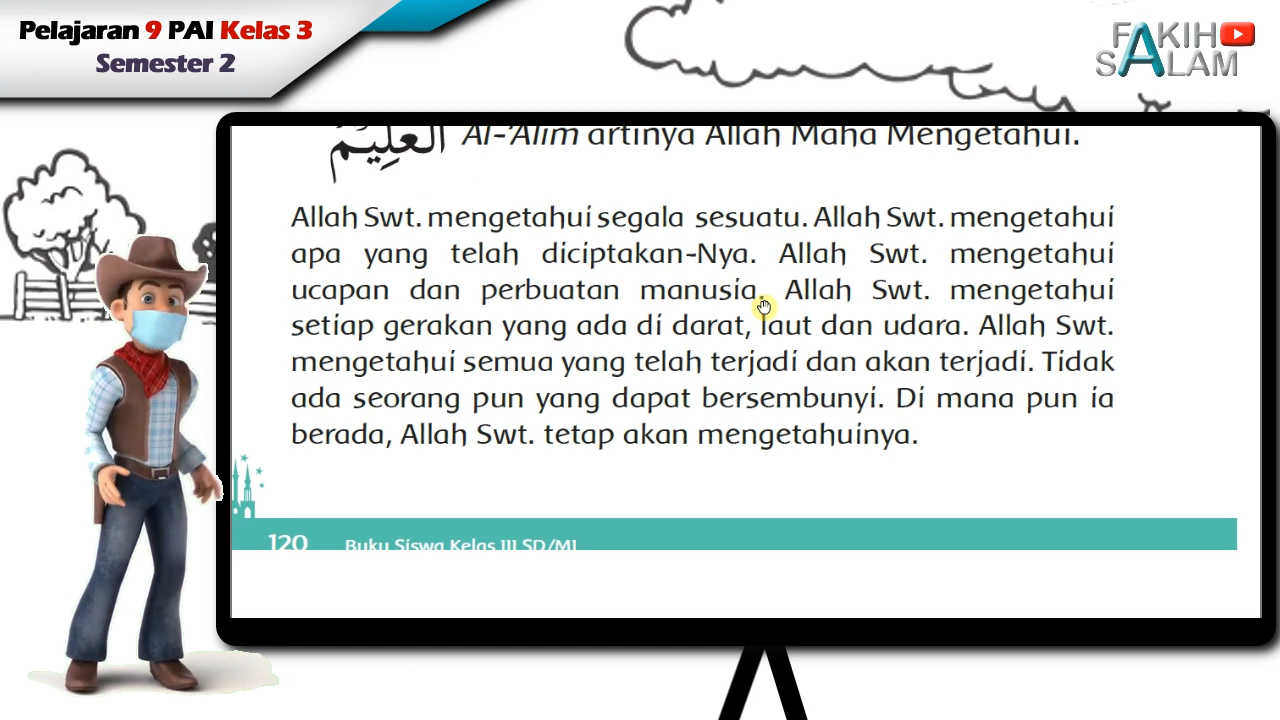 Pelajaran 9 PAI Kelas 3
Semester 2
FAKIH
SALAM
العليم Al-'Alim artinya Allah Maha Mengetahui.
Allah Swt. mengetahui segala sesuatu. Allah Swt. mengetahui
apa yang telah diciptakan-Nya. Allah Swt. mengetahui
ucapan dan perbuatan manusia. Allah Swt. mengetahui
setiap gerakan yang ada di darat, laut dan udara. Allah Swt.
mengetahui semua yang telah terjadi dan akan terjadi. Tidak
ada seorang pun yang dapat bersembunyi. Di mana pun ia
berada, Allah Swt. tetap akan mengetahuinya.
120 Buku Siswa Kelas III SD/MI